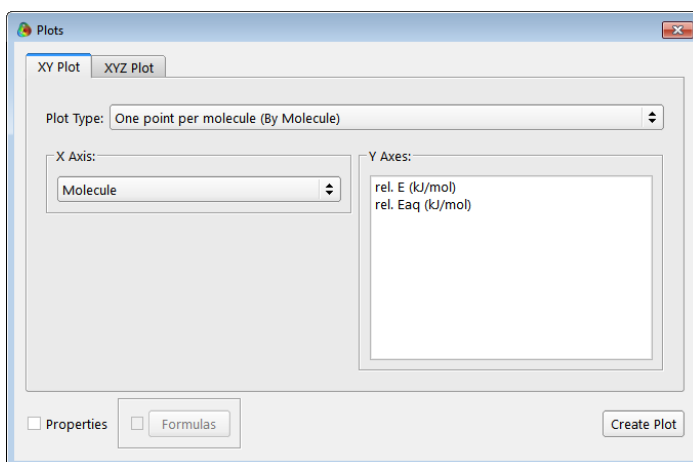 Plots
XY Plot
XYZ Plot
Plot Type: One point per molecule (By Molecule)
X Axis:
Molecule
Y Axes:
rel. E (kJ/mol)
rel. Eaq (kJ/mol)
Properties
Formulas
Create Plot